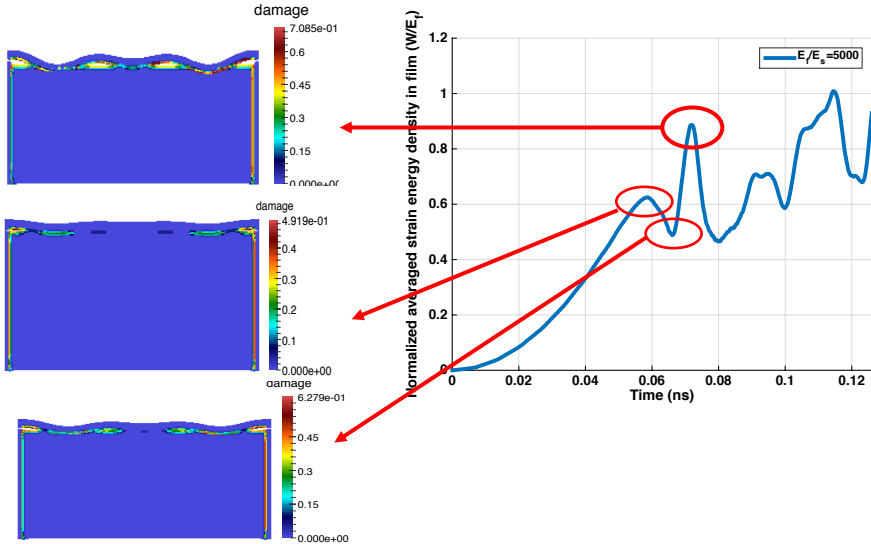 damage
7.085e-01
0.6
0.45
0.3
0.15
0.000e+00
damage
4.919e-01
0.4
0.3
0.2
0.1
0.000e+00
damage
6.279e-01
0.45
0.3
0.15
0.000e+00
Normalized averaged strain energy density in film (W/E_f)
1.2
1
0.8
0.6
0.4
0.2
0
E_f/E_s=5000
0 0.02 0.04 0.06 0.08 0.1 0.12
Time (ns)